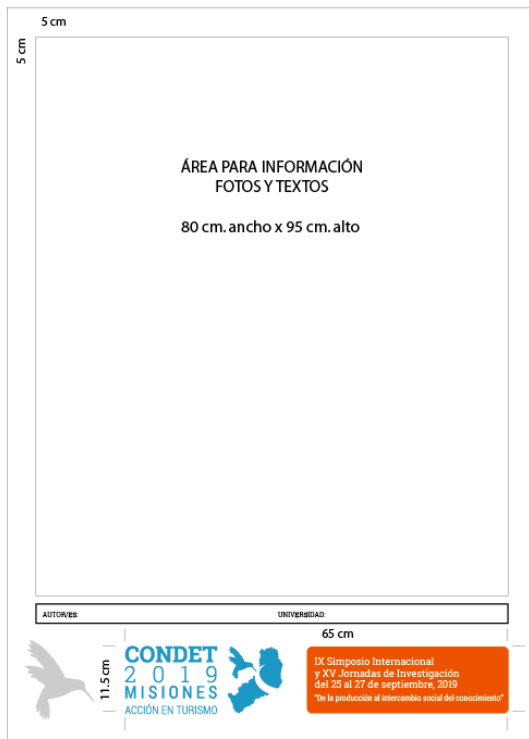 5 cm
5 cm
ÁREA PARA INFORMACIÓN
FOTOS Y TEXTOS
80 cm. ancho x 95 cm. alto
AUTOR/ES: UNIVERSIDAD:
65 cm
11.5 cm
CONDET
2019
MISIONES
ACCIÓN EN TURISMO
IX Simposio Internacional
y XV Jornadas de Investigación
del 25 al 27 de septiembre, 2019
"De la producción al intercambio social del conocimiento"